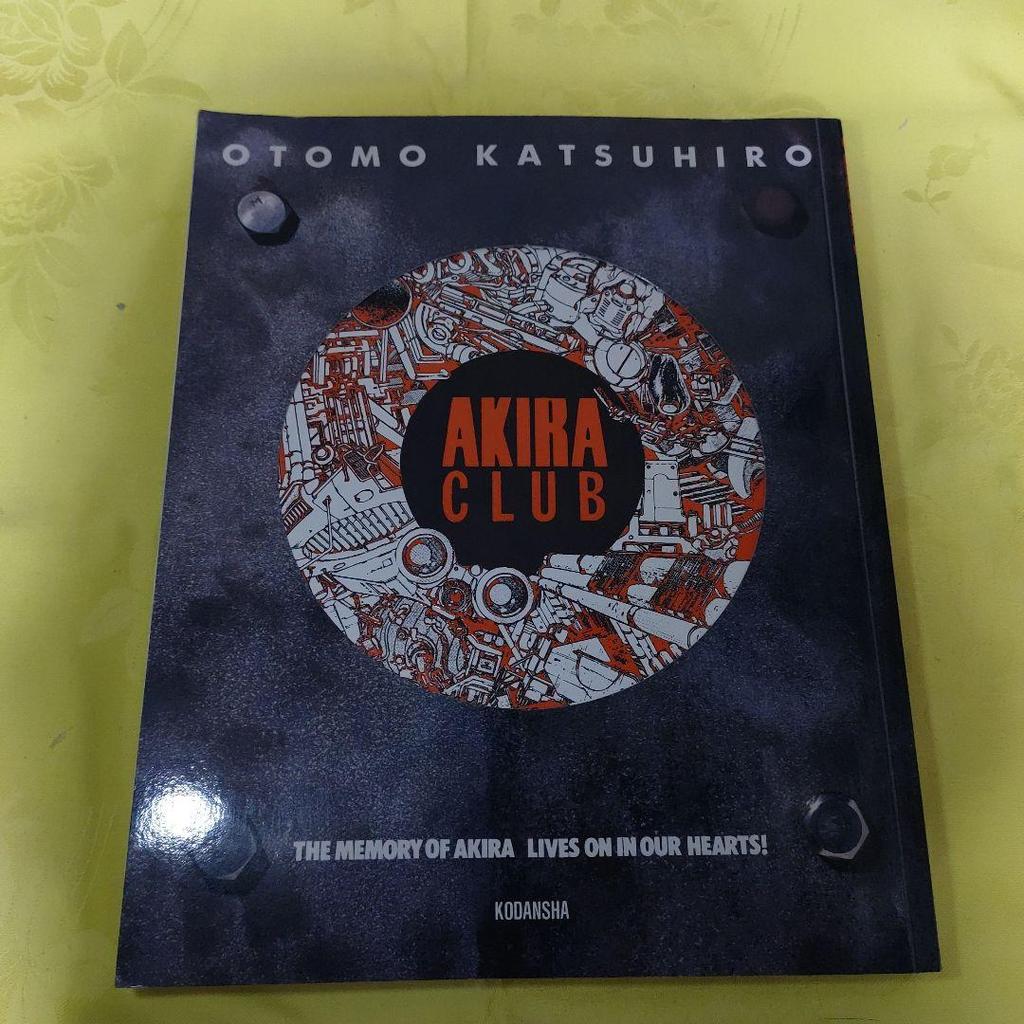 OTOMO KATSUHIRO
AKIRA
CLUB
THE MEMORY OF AKIRA LIVES ON IN OUR HEARTS!
KODANSHA